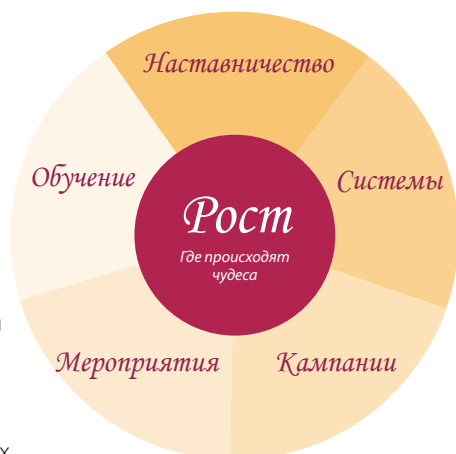 Наставничество
Обучение
Системы
Рост
Где происходят
чудеса
Мероприятия
Кампании
х